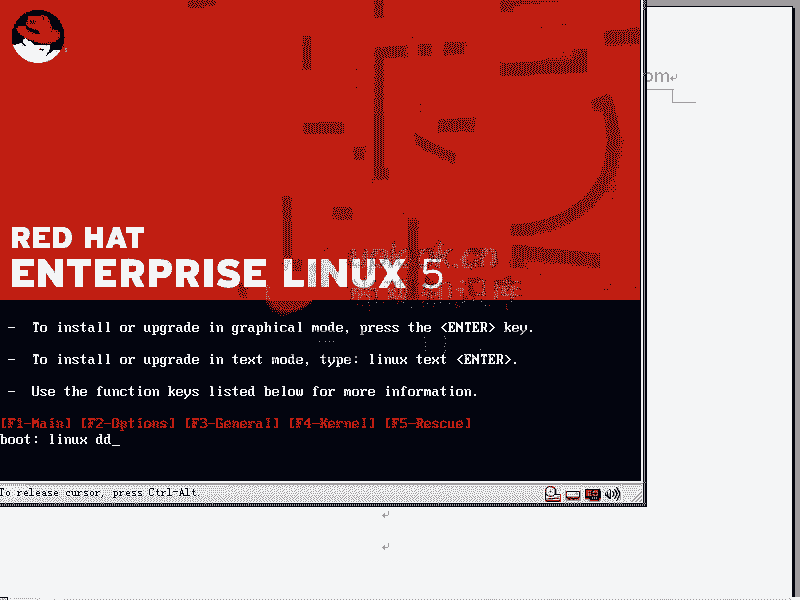 om
RED HAT
ENTERPRISE LINUX 5
- To install or upgrade in graphical mode, press the <ENTER> key.
- To install or upgrade in text mode, type: linux text <ENTER>.
- Use the function keys listed below for more information.
[F1-Main] [F2-Options] [F3-General] [F4-Kernel] [F5-Rescue]
boot: linux dd_
To release cursor, press Ctrl-Alt.